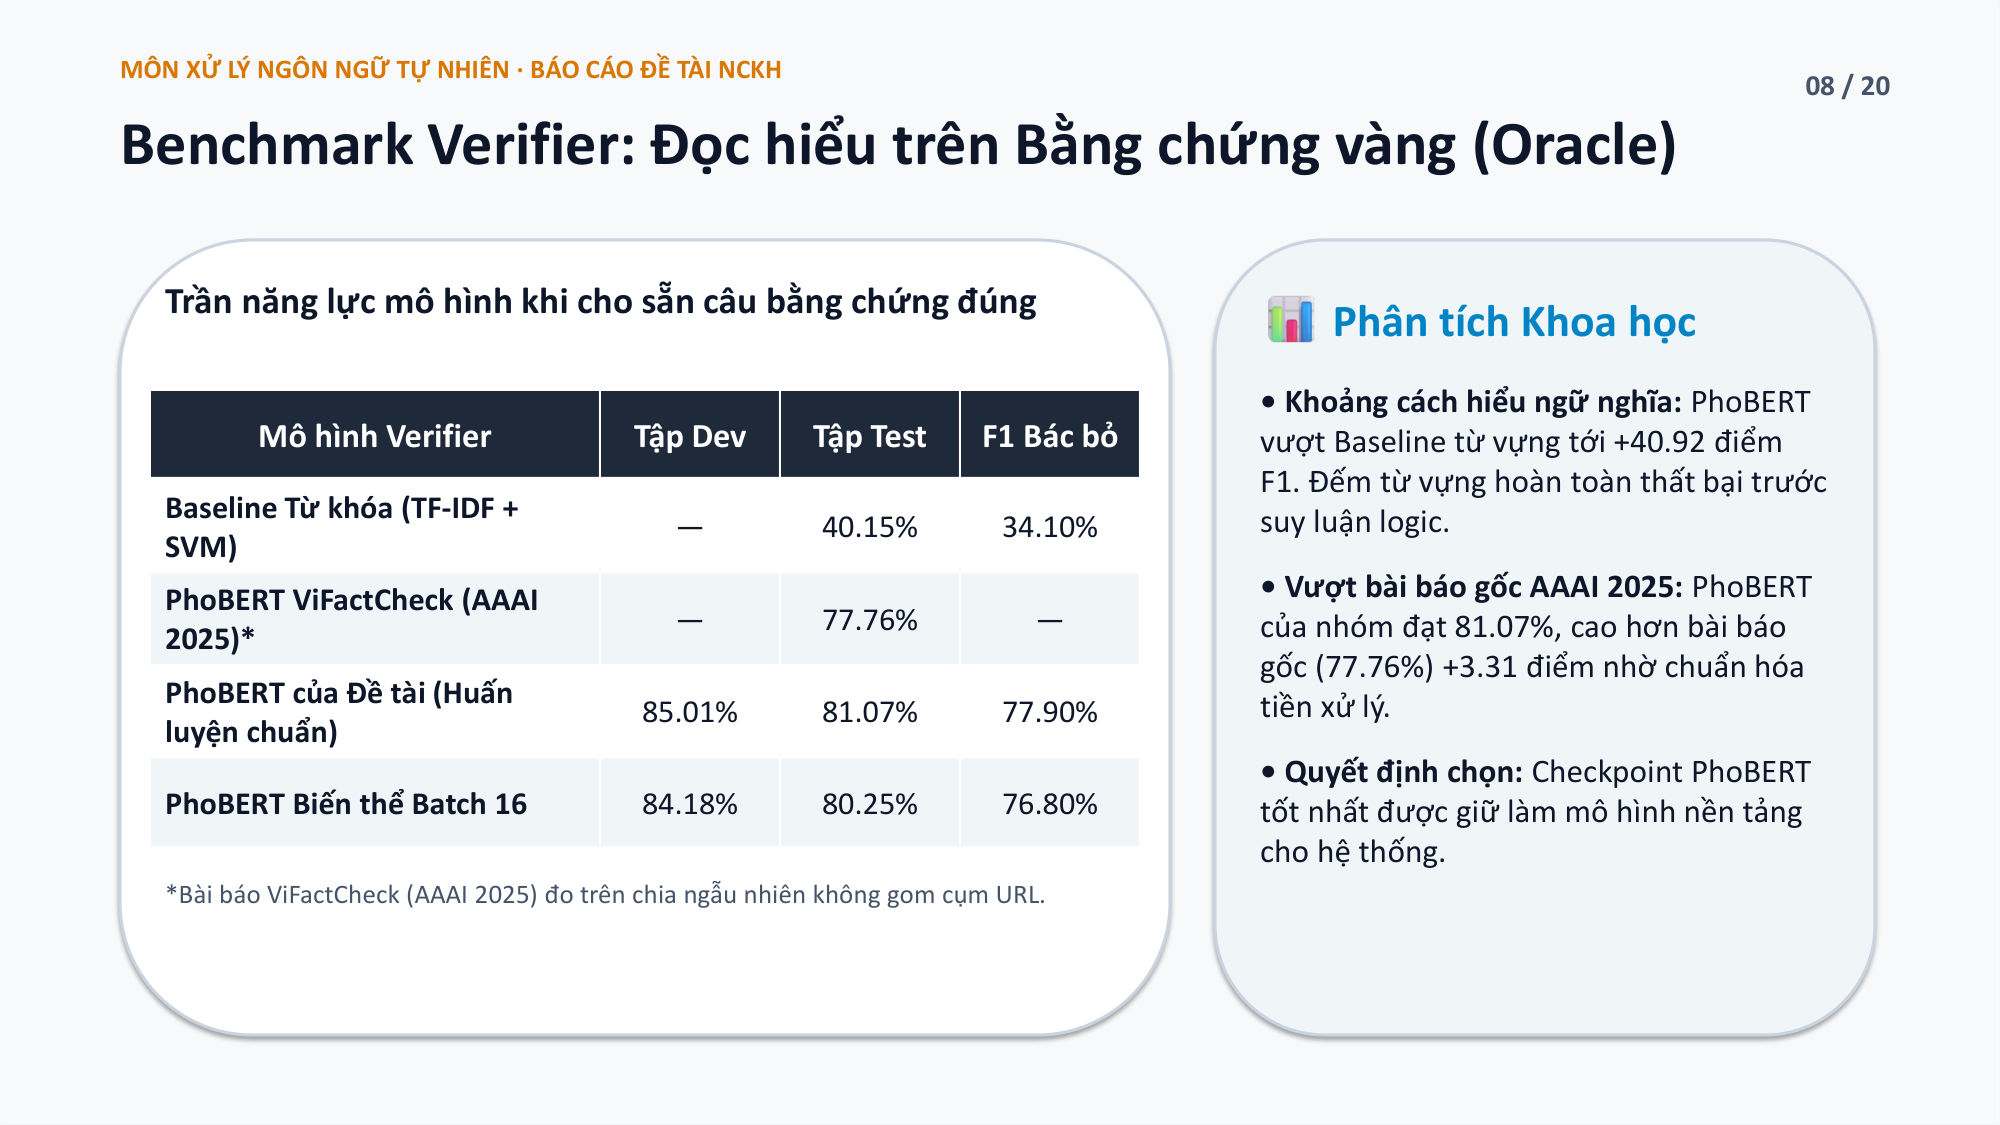 MÔN XỬ LÝ NGÔN NGỮ TỰ NHIÊN · BÁO CÁO ĐỀ TÀI NCKH
08 / 20
Benchmark Verifier: Đọc hiểu trên Bằng chứng vàng (Oracle)
Trần năng lực mô hình khi cho sẵn câu bằng chứng đúng
Mô hình Verifier Tập Dev Tập Test F1 Bác bỏ
Baseline Từ khóa (TF-IDF +
SVM) — 40.15% 34.10%
PhoBERT ViFactCheck (AAAI
2025)* — 77.76% —
PhoBERT của Đề tài (Huấn
luyện chuẩn) 85.01% 81.07% 77.90%
PhoBERT Biến thể Batch 16 84.18% 80.25% 76.80%
*Bài báo ViFactCheck (AAAI 2025) đo trên chia ngẫu nhiên không gom cụm URL.
Phân tích Khoa học
• Khoảng cách hiểu ngữ nghĩa: PhoBERT
vượt Baseline từ vựng tới +40.92 điểm
F1. Đếm từ vựng hoàn toàn thất bại trước
suy luận logic.
• Vượt bài báo gốc AAAI 2025: PhoBERT
của nhóm đạt 81.07%, cao hơn bài báo
gốc (77.76%) +3.31 điểm nhờ chuẩn hóa
tiền xử lý.
• Quyết định chọn: Checkpoint PhoBERT
tốt nhất được giữ làm mô hình nền tảng
cho hệ thống.